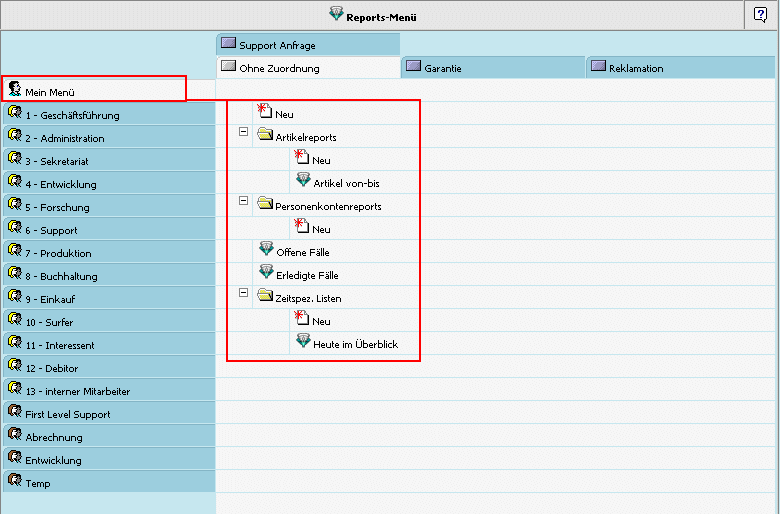 Reports-Menü
Support Anfrage
Ohne Zuordnung
Garantie
Reklamation
Mein Menü
1 - Geschäftsführung
2 - Administration
3 - Sekretariat
4 - Entwicklung
5 - Forschung
6 - Support
7 - Produktion
8 - Buchhaltung
9 - Einkauf
10 - Surfer
11 - Interessent
12 - Debitor
13 - interner Mitarbeiter
First Level Support
Abrechnung
Entwicklung
Temp
Neu
Artikelreports
Neu
Artikel von-bis
Personenkontenreports
Neu
Offene Fälle
Erledigte Fälle
Zeitspez. Listen
Neu
Heute im Überblick